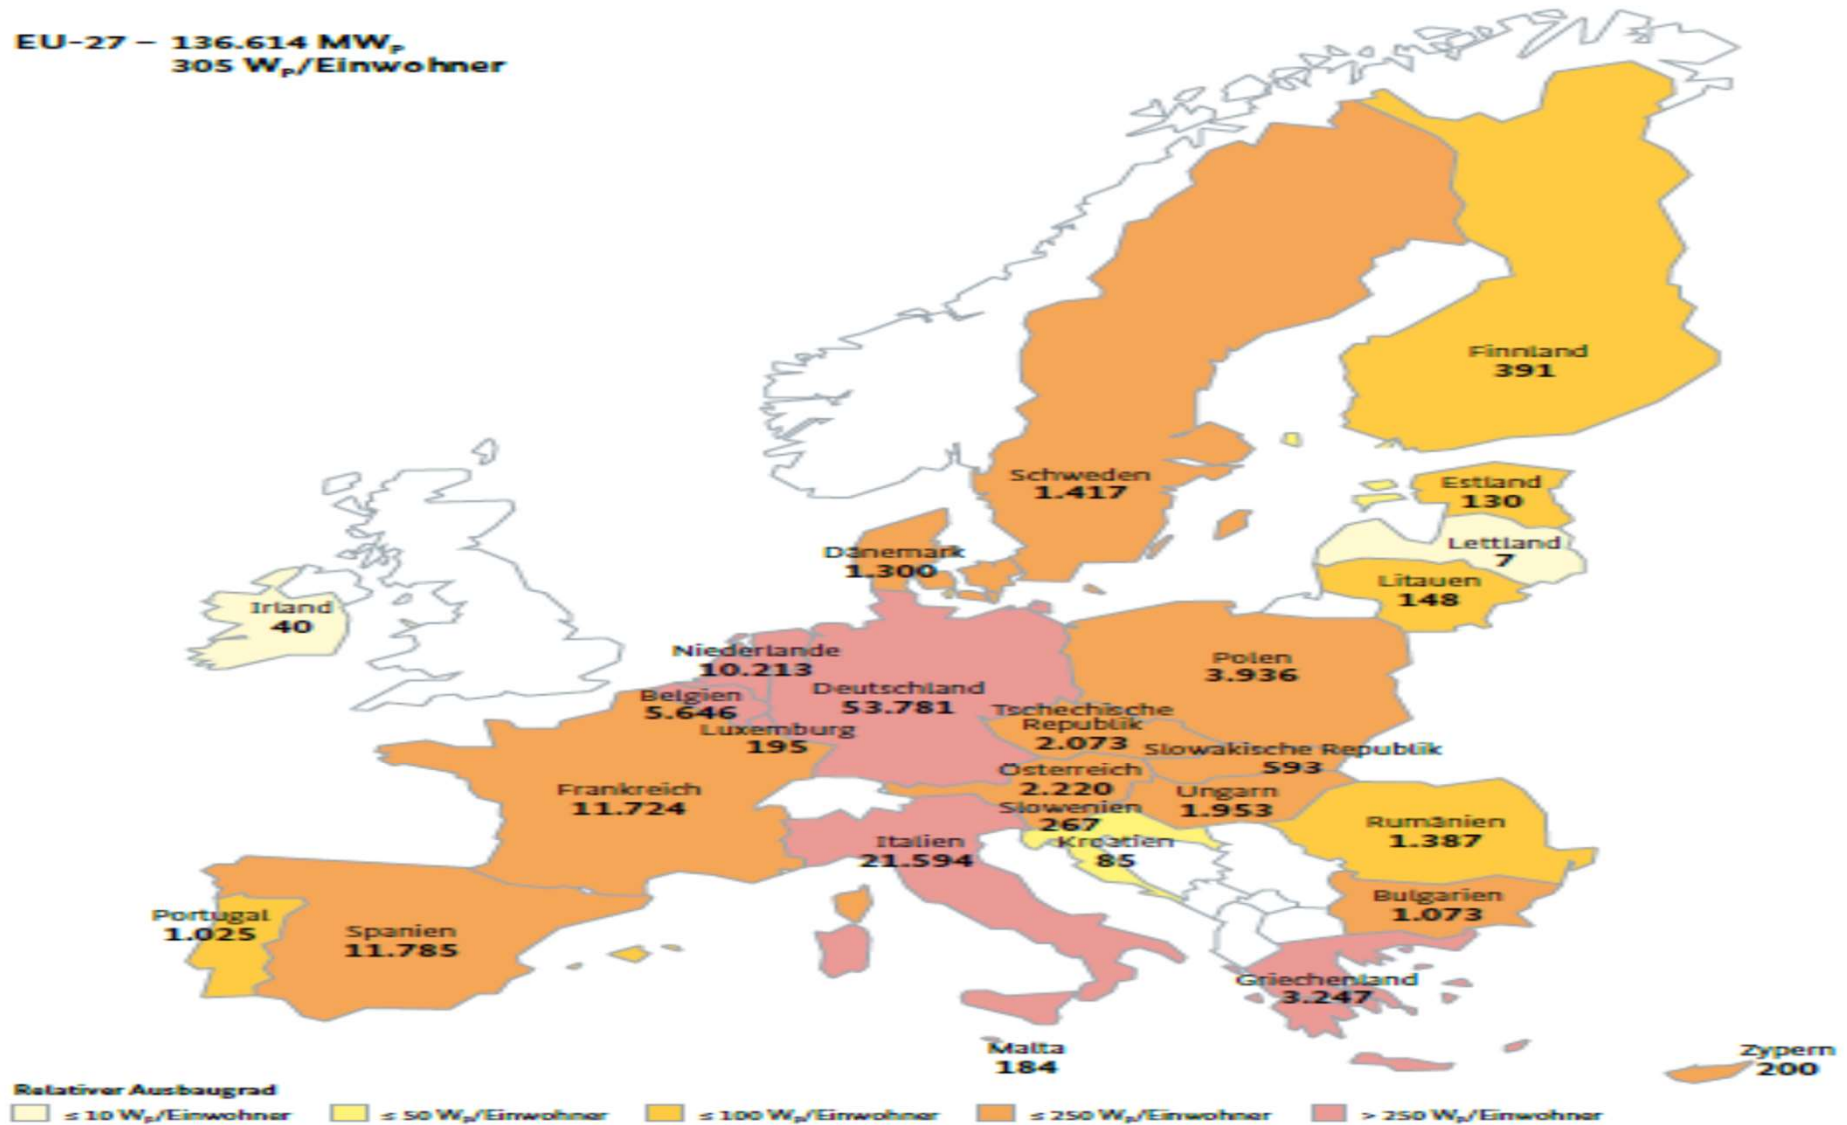 EU-27 – 136.614 MWₚ
305 Wₚ/Einwohner
Finnland
391
Schweden
1.417
Estland
130
Lettland
7
Litauen
148
Dänemark
1.300
Irland
40
Niederlande
10.213
Deutschland
53.781
Polen
3.936
Belgien
5.646
Luxemburg
195
Tschechische
Republik
2.073
Slowakische Republik
593
Österreich
2.220
Ungarn
1.953
Frankreich
11.724
Slowenien
267
Kroatien
85
Italien
21.594
Rumänien
1.387
Bulgarien
1.073
Portugal
1.025
Spanien
11.785
Griechenland
3.247
Malta
184
Zypern
200
Relativer Ausbaugrad
≤ 10 Wₚ/Einwohner
≤ 50 Wₚ/Einwohner
≤ 100 Wₚ/Einwohner
≤ 250 Wₚ/Einwohner
> 250 Wₚ/Einwohner